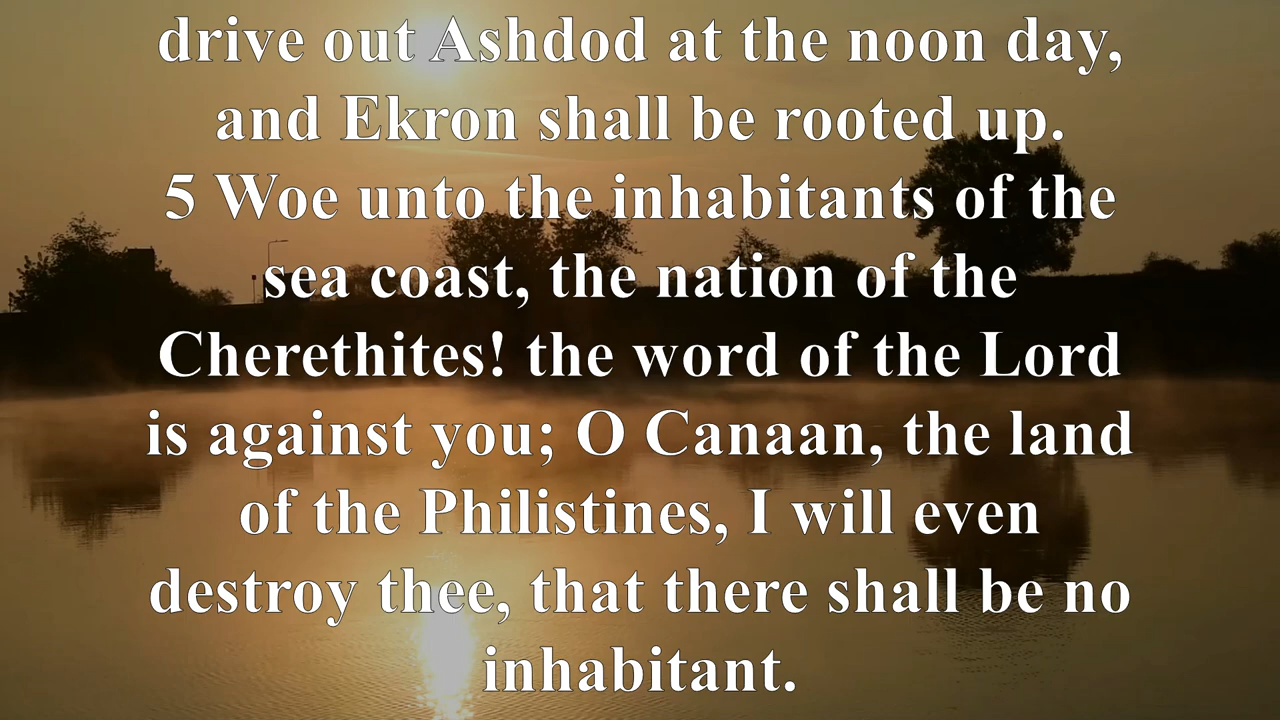 drive out Ashdod at the noon day,
and Ekron shall be rooted up.
5 Woe unto the inhabitants of the
sea coast, the nation of the
Cherethites! the word of the Lord
is against you; O Canaan, the land
of the Philistines, I will even
destroy thee, that there shall be no
inhabitant.